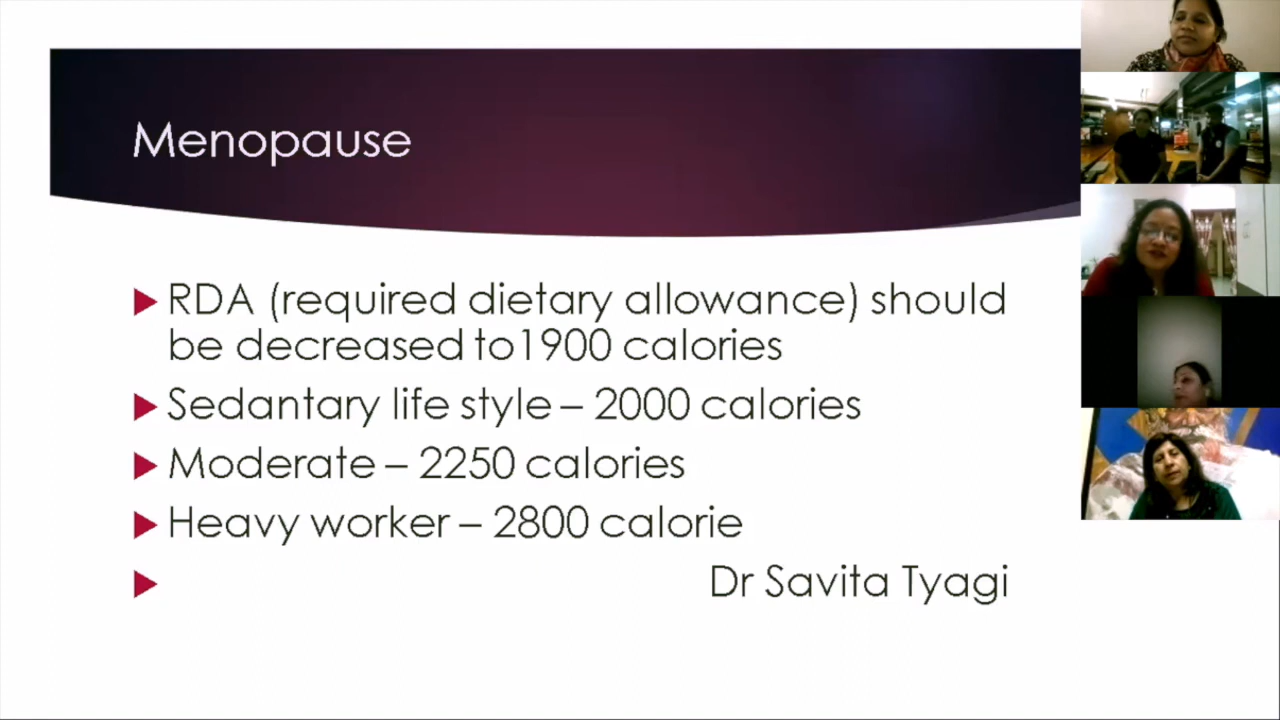 Menopause
RDA (required dietary allowance) should
be decreased to1900 calories
Sedantary life style – 2000 calories
Moderate – 2250 calories
Heavy worker – 2800 calorie
Dr Savita Tyagi